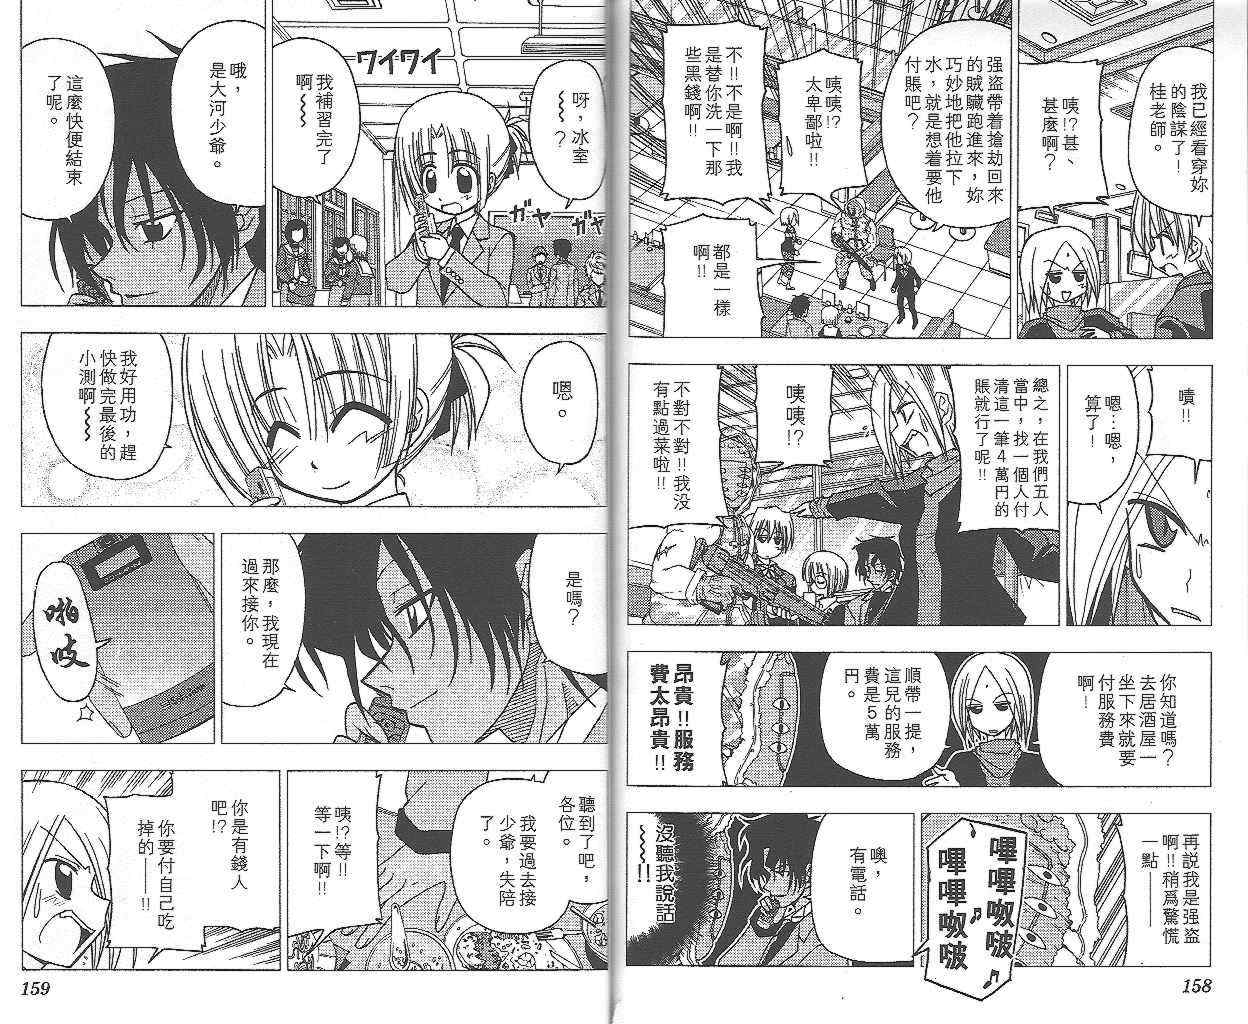 我已經看穿妳
的陰謀了！
桂老師。
咦!?甚、
甚麼啊？
强盜帶着搶劫回來
的賊贓跑進來，妳
巧妙地把他拉下
水，就是想着要他
付賬吧？
咦咦!?
太卑鄙啦!!
不!!不是啊!!我
是替你洗一下那
些黑錢啊!!
都是一樣
啊!!
嘖!!
嗯…嗯，
算了！
總之，在我們五人
當中，找一個人付
清這一筆4萬円的
賬就行了呢!!
咦咦!?
不對不對!!我没
有點過菜啦!!
你知道嗎？
去居酒屋一
坐下來就要
付服務費
啊！
順帶一提，
這兒的服務
費是5萬
円。
昂貴!!服務
費太昂貴!!
再説我是强盜
啊!!稍爲驚慌
一點——
嗶嗶呶啵♪
嗶嗶呶啵♪
噢，
有電話。
沒聽我說話
〜〜!!
呀，冰室
〜？
ワイワイ
ガヤ
ガヤ
我補習完了
啊〜〜
哦，
是大河少爺。
這麼快便結束
了呢。
嗯。
我好用功，趕
快做完最後的
小測啊〜〜
是嗎？
那麼，我現在
過來接你。
啪吱
聽到了吧，
各位。
我要過去接
少爺，失陪
了。
咦!?等!!
等一下啊!!
你是有錢人
吧!?
你要付自己吃
掉的——!!
159
158